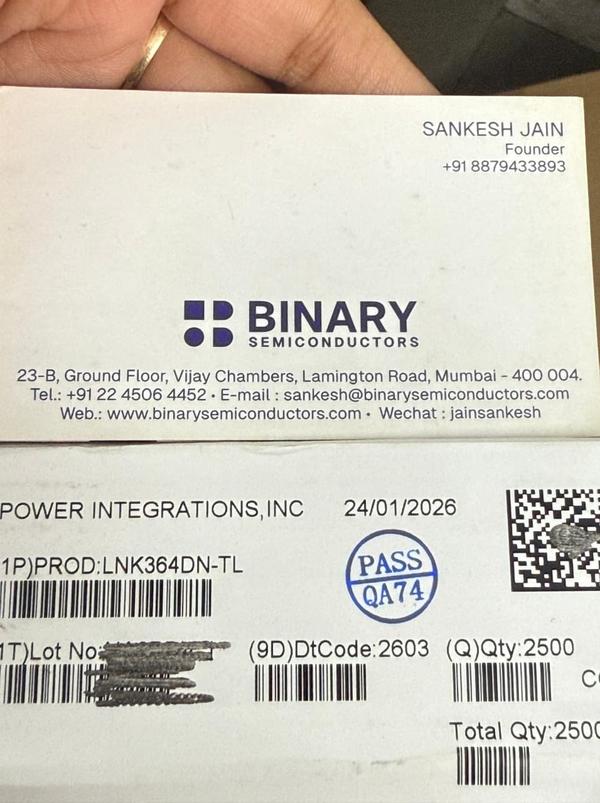 SANKESH JAIN
Founder
+91 8879433893
BINARY
SEMICONDUCTORS
23-B, Ground Floor, Vijay Chambers, Lamington Road, Mumbai - 400 004.
Tel.: +91 22 4506 4452 • E-mail : sankesh@binarysemiconductors.com
Web.: www.binarysemiconductors.com • Wechat : jainsankesh
POWER INTEGRATIONS,INC 24/01/2026
1P)PROD:LNK364DN-TL
PASS
QA74
1T)Lot No: (9D)DtCode:2603 (Q)Qty:2500
Total Qty:2500